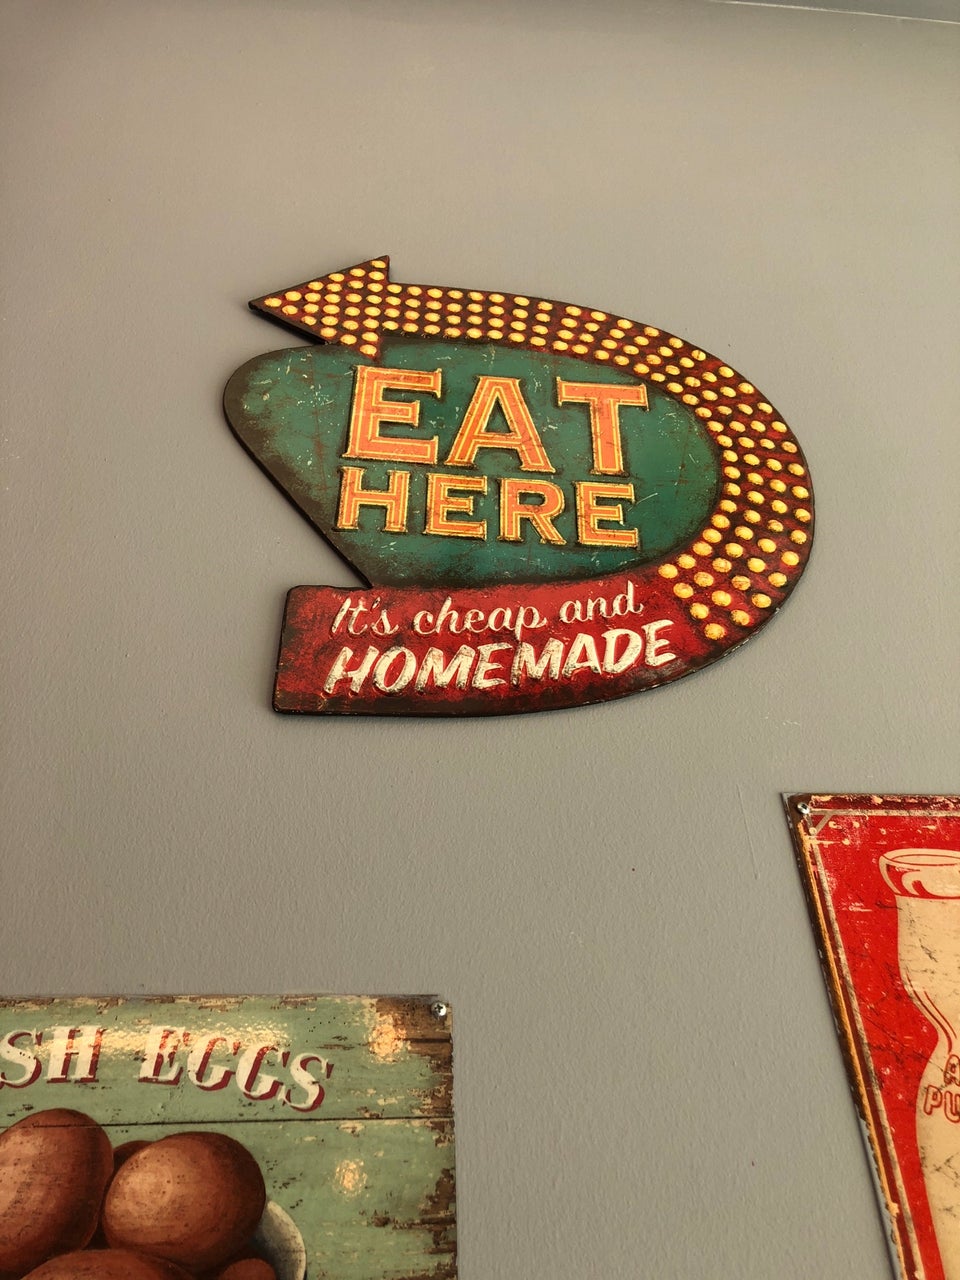 EAT
HERE
It's cheap and
HOMEMADE
SH EGGS